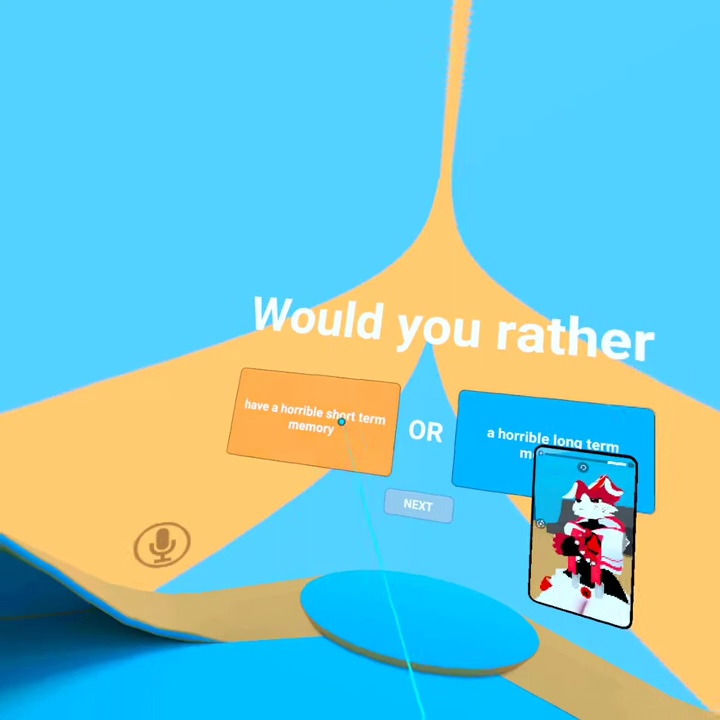 Would you rather
have a horrible short term
memory
OR
a horrible long term
NEXT